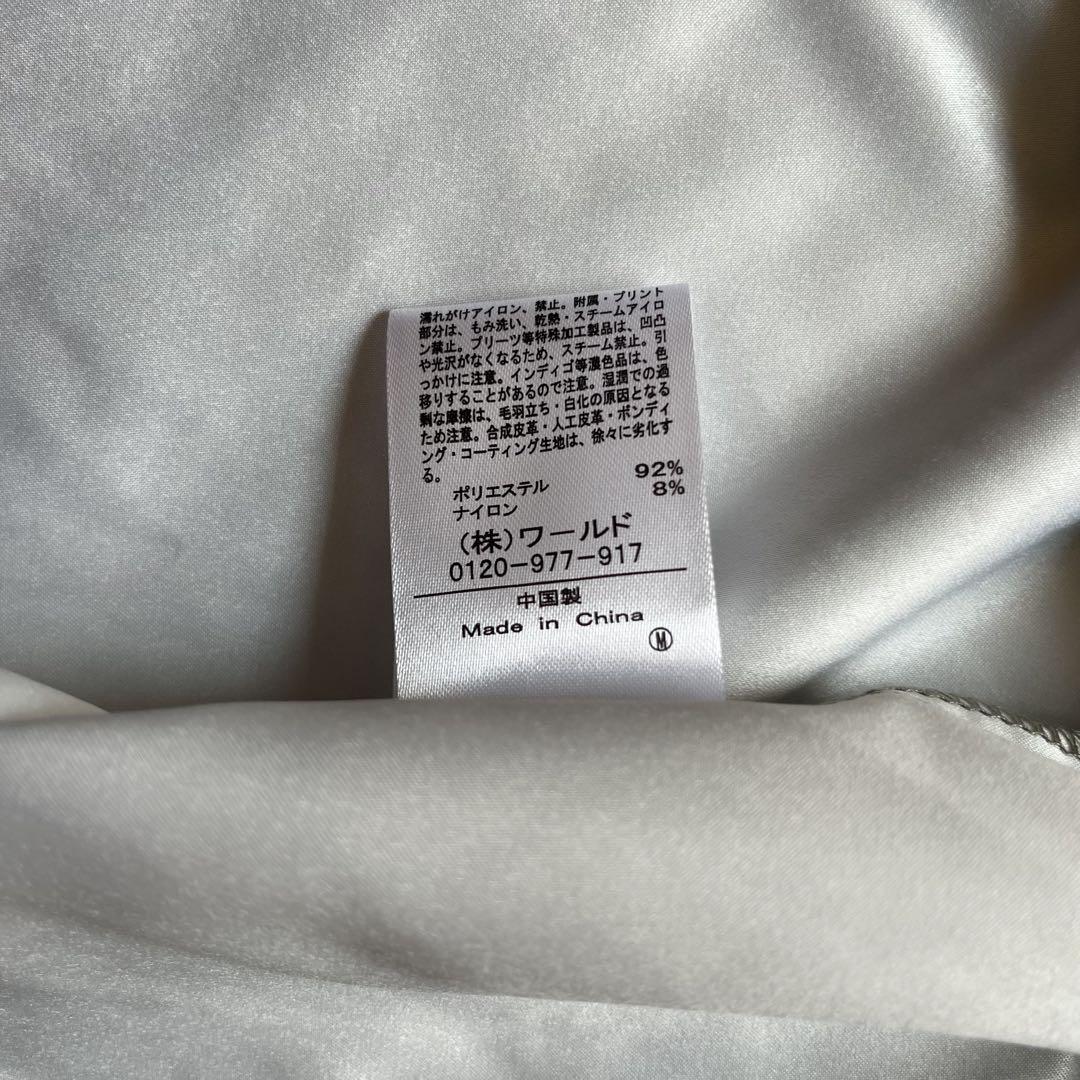 濡れがけアイロン、禁止。附属・プリント
部分は、もみ洗い、乾熱・スチームアイロ
ン禁止。プリーツ等特殊加工製品は、凹凸
や光沢がなくなるため、スチーム禁止。引
っかけに注意。インディゴ等濃色品は、色
移りすることがあるので注意。湿潤での過
剰な摩擦は、毛羽立ち・白化の原因となる
ため注意。合成皮革・人工皮革・ボンディ
ング・コーティング生地は、徐々に劣化す
る。
ポリエステル 92%
ナイロン 8%
(株)ワールド
0120-977-917
中国製
Made in China
M